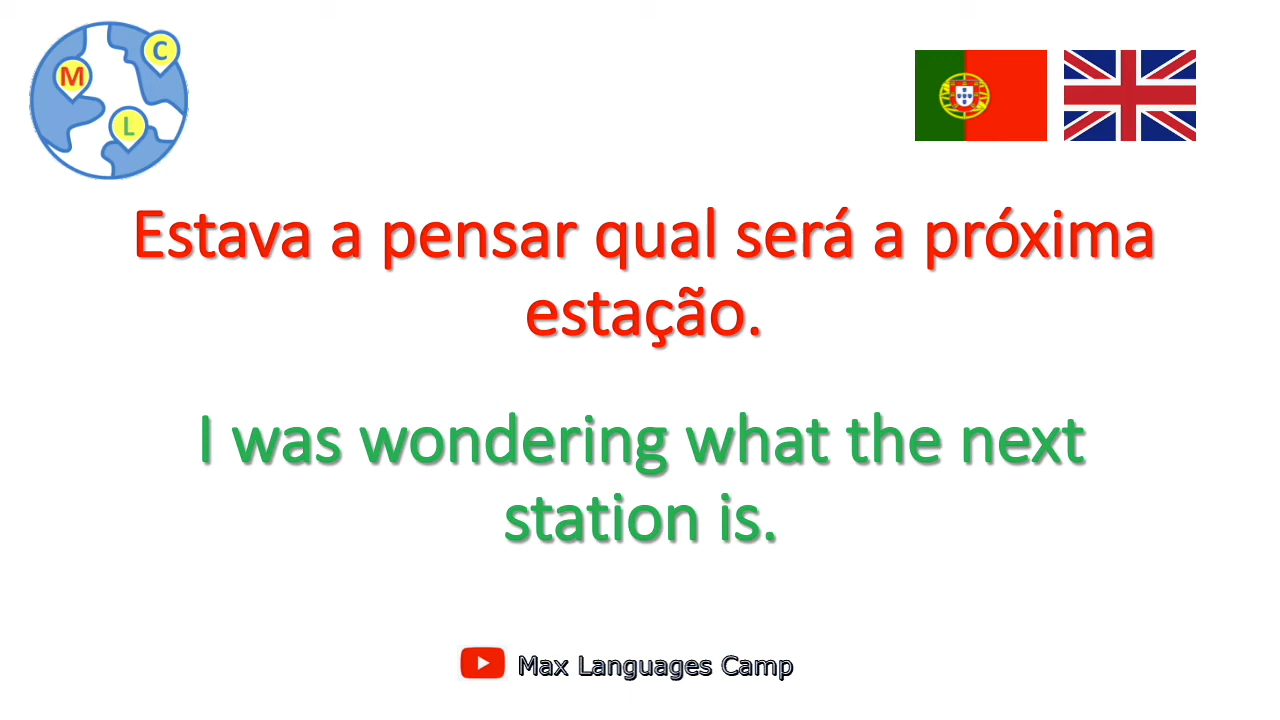 M
C
L
Estava a pensar qual será a próxima
estação.
I was wondering what the next
station is.
Max Languages Camp